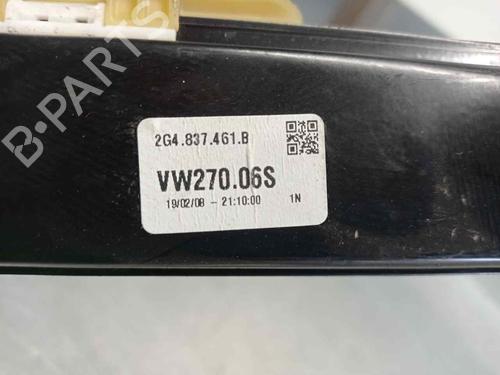 B-PARTS
2G4.837.461.B
VW270.06S
19/02/08 - 21:10:00 1N